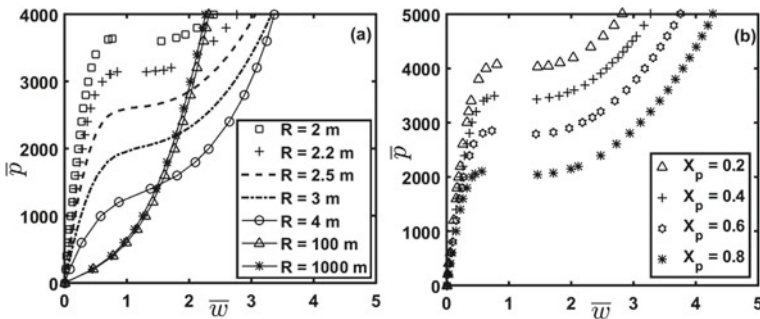 (a)
4000
3000
2000
1000
0
p̅
0 1 2 3 4 5
w̅
R = 2 m
R = 2.2 m
R = 2.5 m
R = 3 m
R = 4 m
R = 100 m
R = 1000 m
(b)
5000
4000
3000
2000
1000
0
p̅
0 1 2 3 4 5
w̅
Xp = 0.2
Xp = 0.4
Xp = 0.6
Xp = 0.8